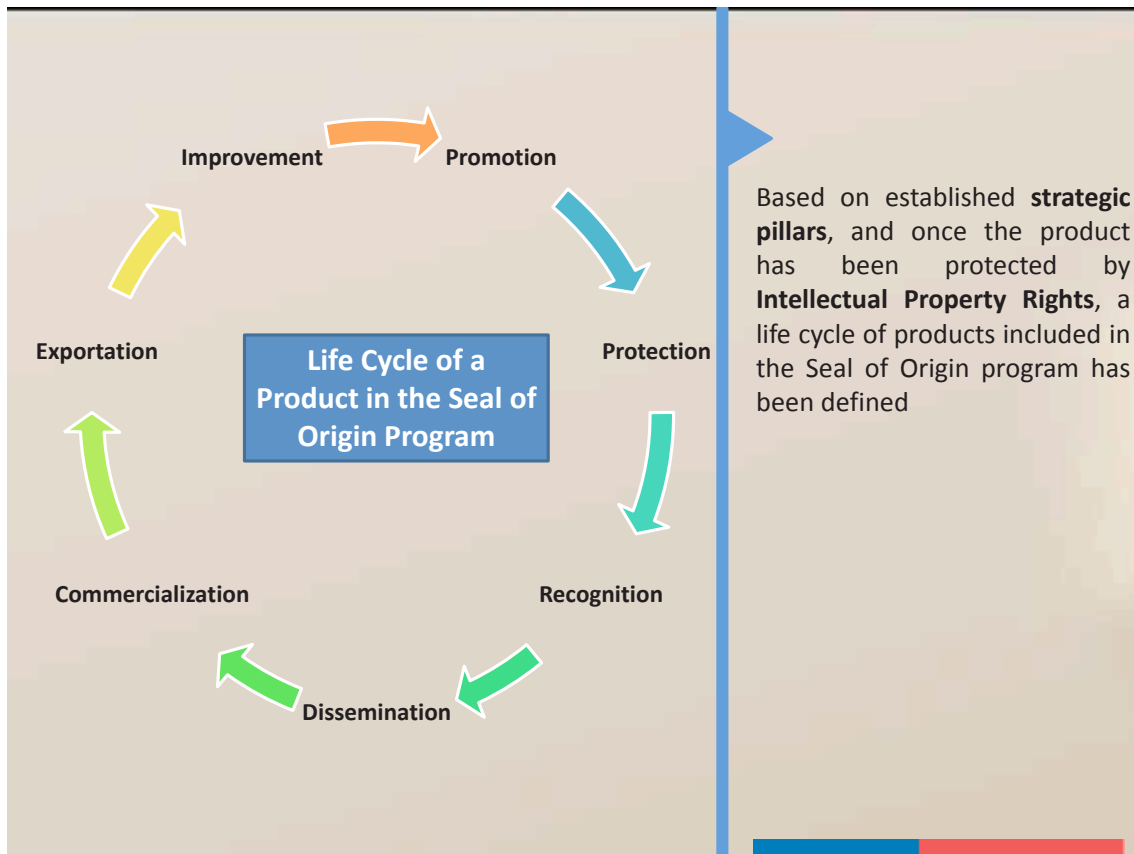 Improvement
Promotion
Protection
Recognition
Dissemination
Commercialization
Exportation
Life Cycle of a
Product in the Seal of
Origin Program
Based on established strategic
pillars, and once the product
has been protected by
Intellectual Property Rights, a
life cycle of products included in
the Seal of Origin program has
been defined